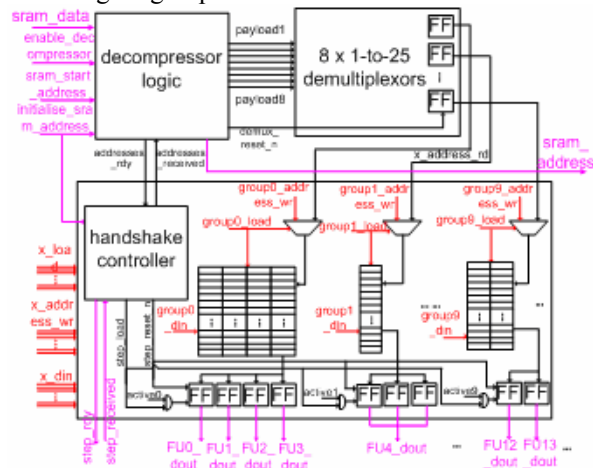 sram_data
enable_dec
ompressor
sram_start
_address
initialise_sra
m_address
decompressor
logic
payload1
payload8
8 x 1-to-25
demultiplexors
FF
FF
FF
demux_
reset_n
addresses
_rdy
addresses
_received
x_address_rd
sram_
address
handshake
controller
group0_addr
ess_wr
group1_addr
ess_wr
group9_addr
ess_wr
group0_load
group1_load
group9_load
x_loa
d
x_addr
ess_wr
x_din
group0
_din
group1
_din
group9
_din
step_load
step_reset_n
step_rdy
step_received
active0
active1
active9
FF FF FF FF
FF FF FF
FF FF
FU0_
dout
FU1_
dout
FU2_
dout
FU3_
dout
FU4_dout
...
FU12
_dout
FU13
_dout
...